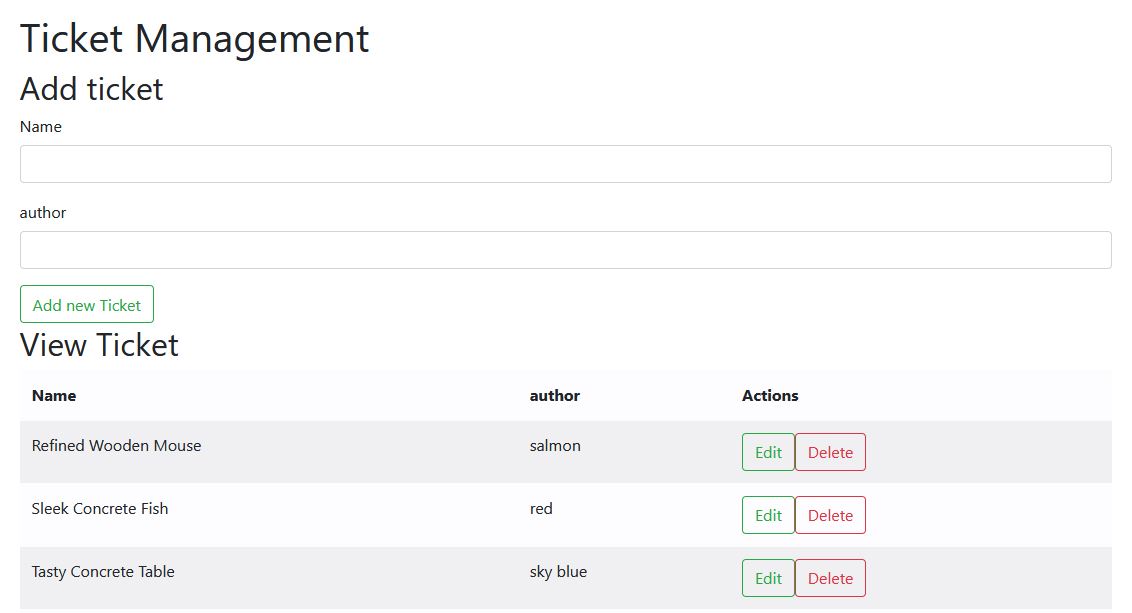 Ticket Management
Add ticket
Name
author
Add new Ticket
View Ticket
Name author Actions
Refined Wooden Mouse salmon Edit Delete
Sleek Concrete Fish red Edit Delete
Tasty Concrete Table sky blue Edit Delete